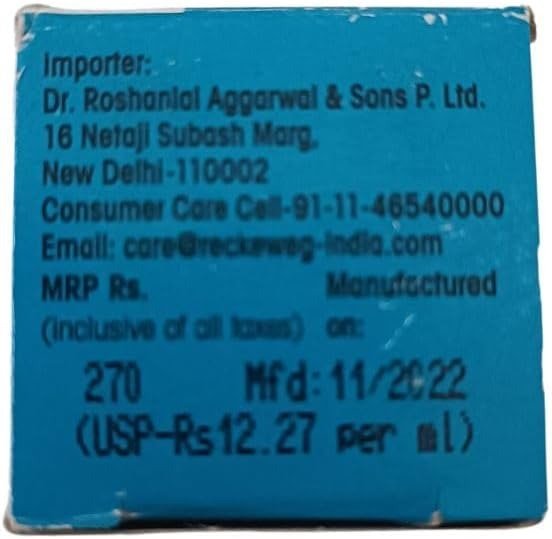 Importer:
Dr. Roshanlal Aggarwal & Sons P. Ltd.
16 Netaji Subash Marg,
New Delhi-110002
Consumer Care Cell-91-11-46540000
Email: care@reckeweg-india.com
MRP Rs. Manufactured
(inclusive of all taxes) on:
270 Mfd: 11/2022
(USP-Rs12.27 per ml)